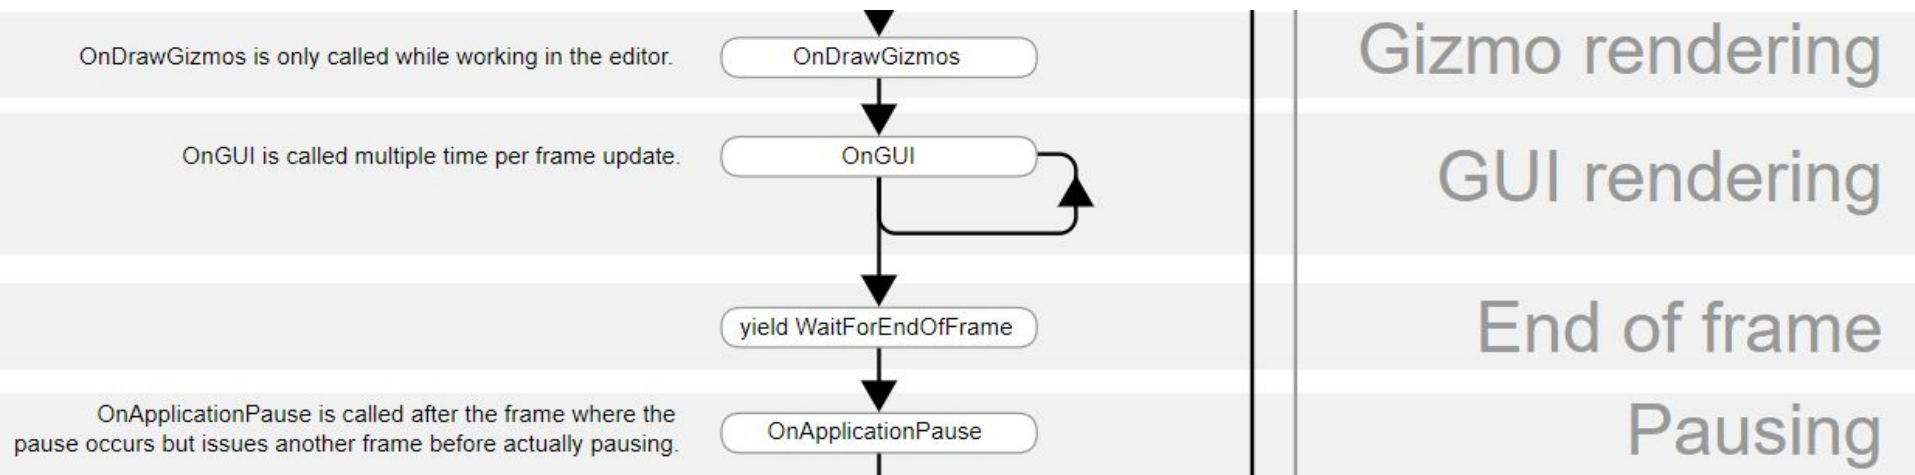 OnDrawGizmos is only called while working in the editor.
OnDrawGizmos
Gizmo rendering
OnGUI is called multiple time per frame update.
OnGUI
GUI rendering
yield WaitForEndOfFrame
End of frame
OnApplicationPause is called after the frame where the
pause occurs but issues another frame before actually pausing.
OnApplicationPause
Pausing